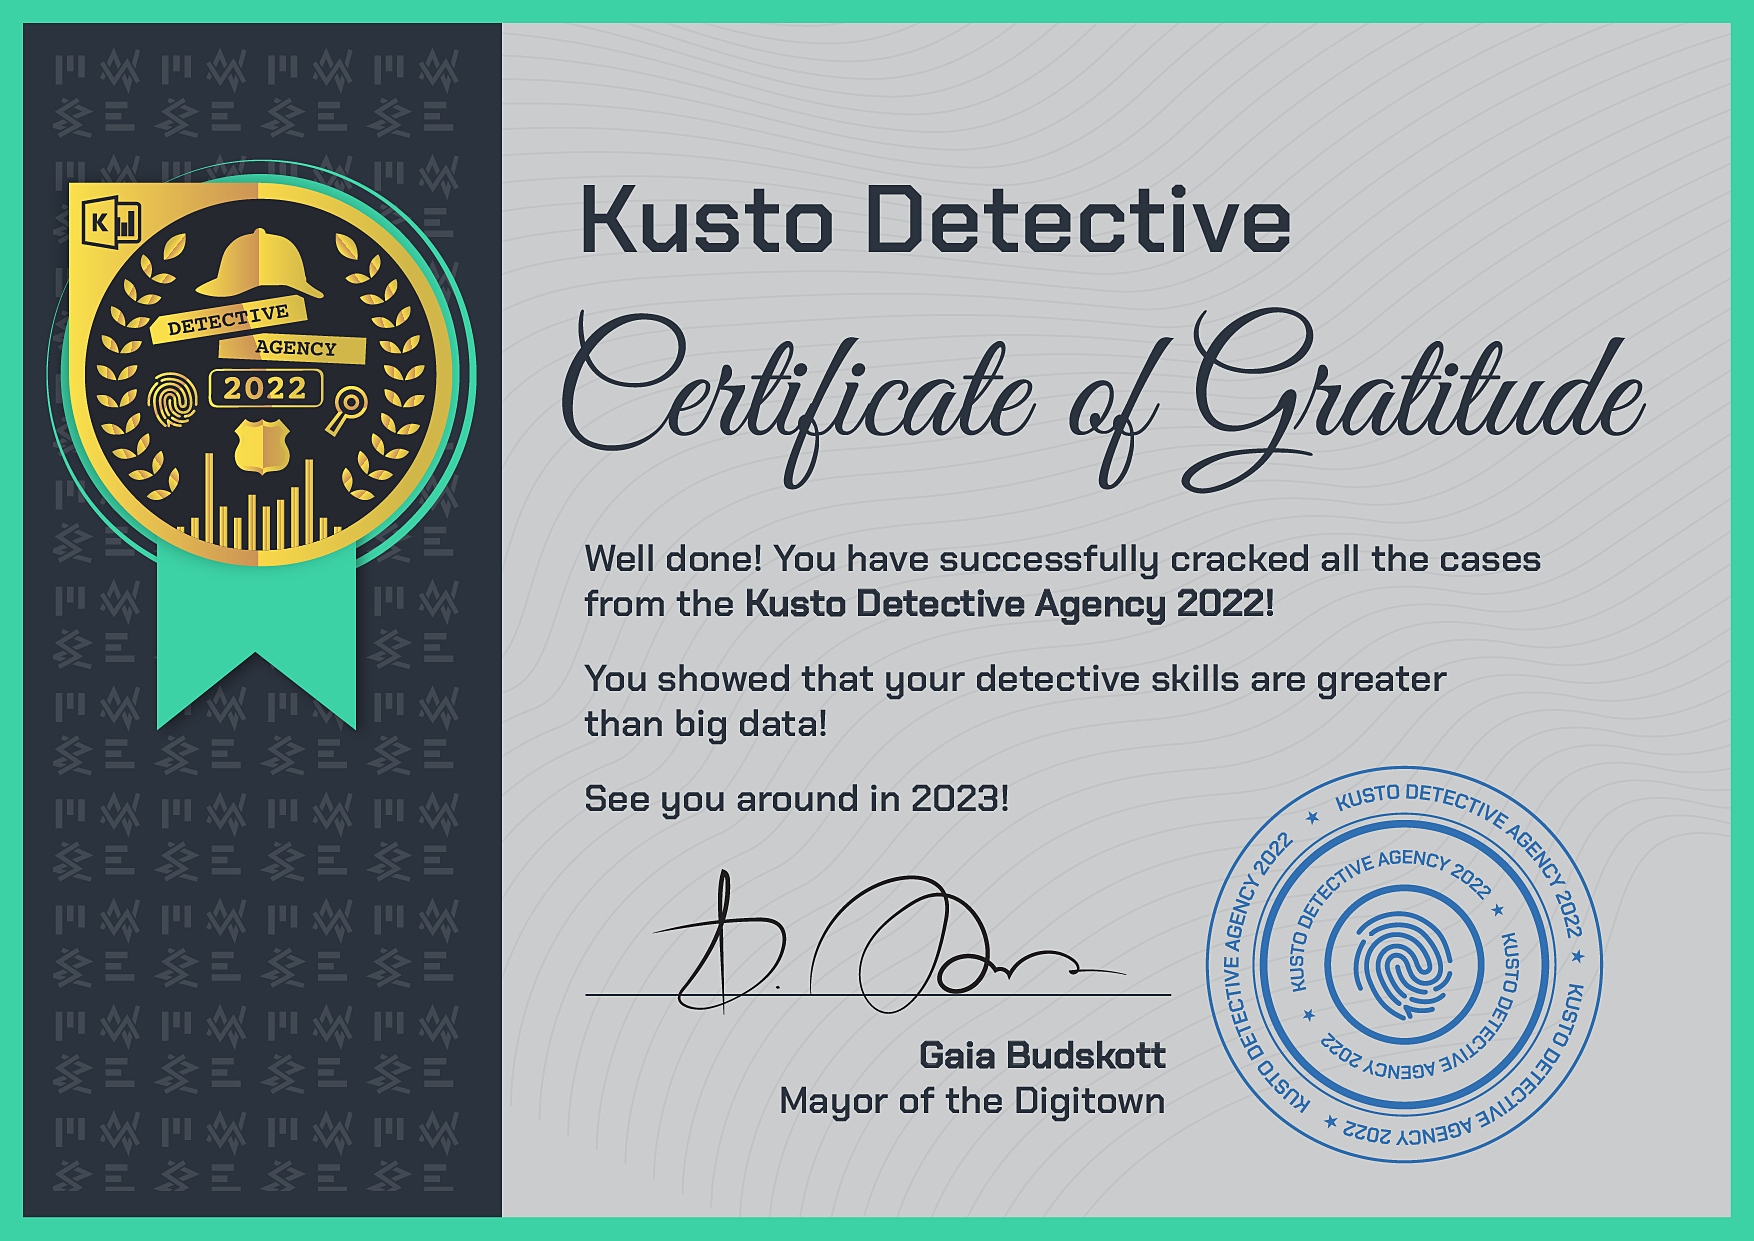 K
DETECTIVE
AGENCY
2022
Kusto Detective
Certificate of Gratitude
Well done! You have successfully cracked all the cases
from the Kusto Detective Agency 2022!
You showed that your detective skills are greater
than big data!
See you around in 2023!
Gaia Budskott
Mayor of the Digitown
KUSTO DETECTIVE AGENCY 2022 ★ KUSTO DETECTIVE AGENCY 2022 ★ KUSTO DETECTIVE AGENCY 2022 ★
KUSTO DETECTIVE AGENCY 2022 ★ KUSTO DETECTIVE AGENCY 2022 ★